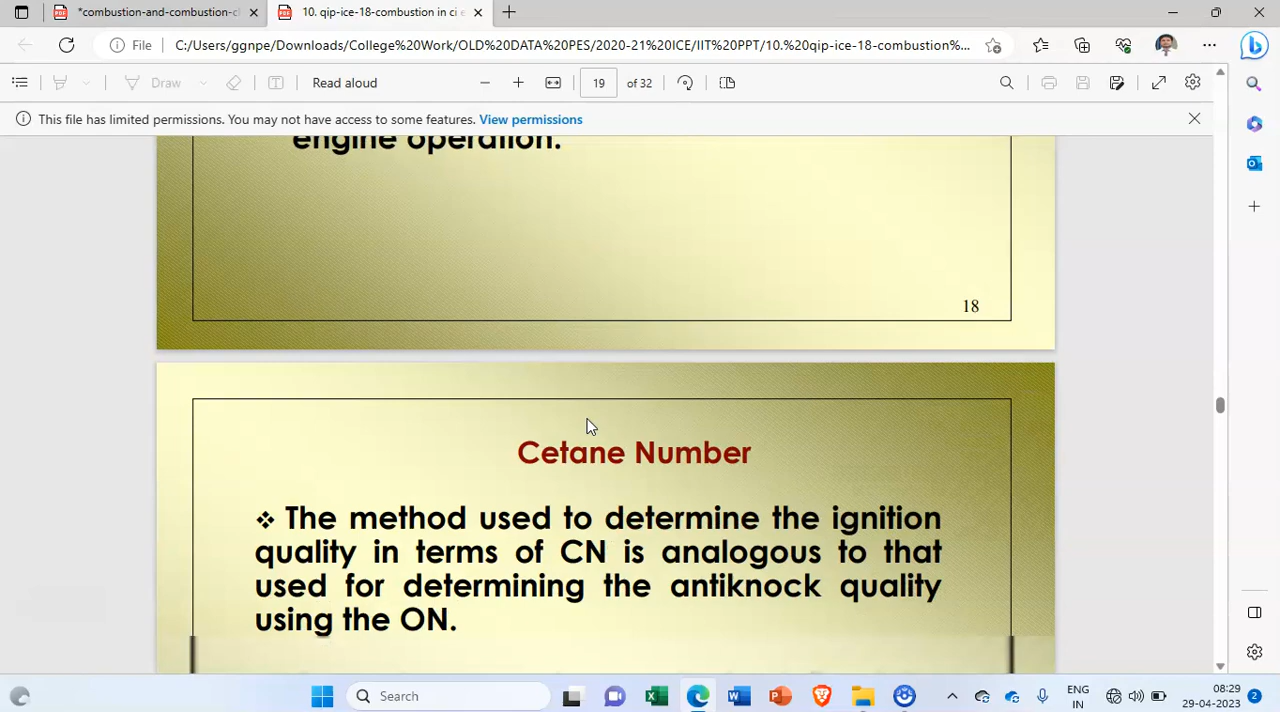 *combustion-and-combustion-cl
10. qip-ice-18-combustion in ci e
File
C:/Users/ggnpe/Downloads/College%20Work/OLD%20DATA%20PES/2020-21%20ICE/IIT%20PPT/10.%20qip-ice-18-combustion%...
Draw
Read aloud
19
of 32
This file has limited permissions. You may not have access to some features. View permissions
engine operation.
18
Cetane Number
The method used to determine the ignition
quality in terms of CN is analogous to that
used for determining the antiknock quality
using the ON.
Search
ENG
IN
08:29
29-04-2023
2